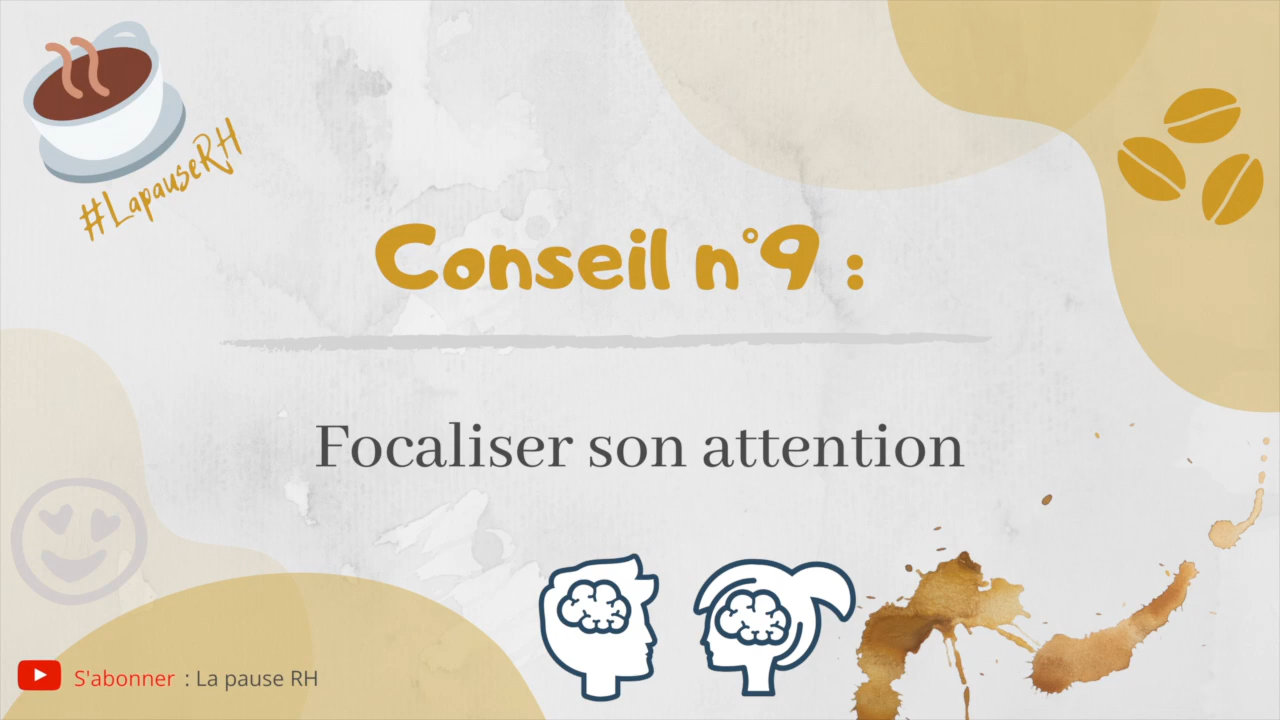 #LapauseRH
Conseil n°9 :
Focaliser son attention
S'abonner : La pause RH